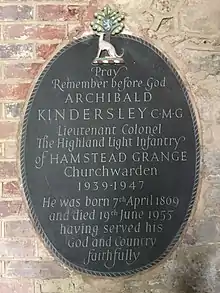 Pray
Remember before God
ARCHIBALD
KINDERSLEY C·M·G·
Lieutenant Colonel
The Highland Light Infantry
of HAMSTEAD GRANGE
Churchwarden
1939-1947
He was born 7th April 1869
and died 19th June 1955
having served his
God and Country
faithfully